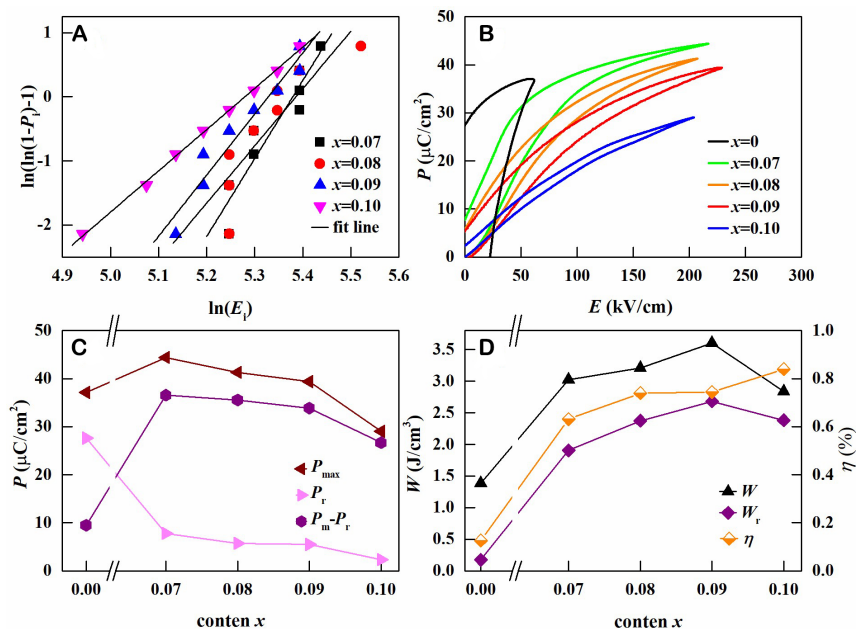 A
ln(ln(1-Pi)-1)
1
0
-1
-2
x=0.07
x=0.08
x=0.09
x=0.10
fit line
4.9 5.0 5.1 5.2 5.3 5.4 5.5 5.6
ln(Ei)
B
P (μC/cm²)
50
40
30
20
10
0
x=0
x=0.07
x=0.08
x=0.09
x=0.10
0 50 100 150 200 250 300
E (kV/cm)
C
P (μC/cm²)
50
40
30
20
10
0
Pmax
Pr
Pm-Pr
0.00 0.07 0.08 0.09 0.10
conten x
D
W (J/cm³)
3.5
3.0
2.5
2.0
1.5
1.0
0.5
0.0
W
Wr
η
1.0
0.8
0.6
0.4
0.2
0.0
η (%)
0.00 0.07 0.08 0.09 0.10
conten x